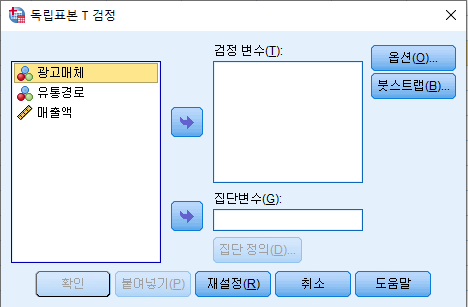 독립표본 T 검정
검정 변수(T):
옵션(O)...
붓스트랩(B)...
광고매체
유통경로
매출액
집단변수(G):
집단 정의(D)...
확인
붙여넣기(P)
재설정(R)
취소
도움말